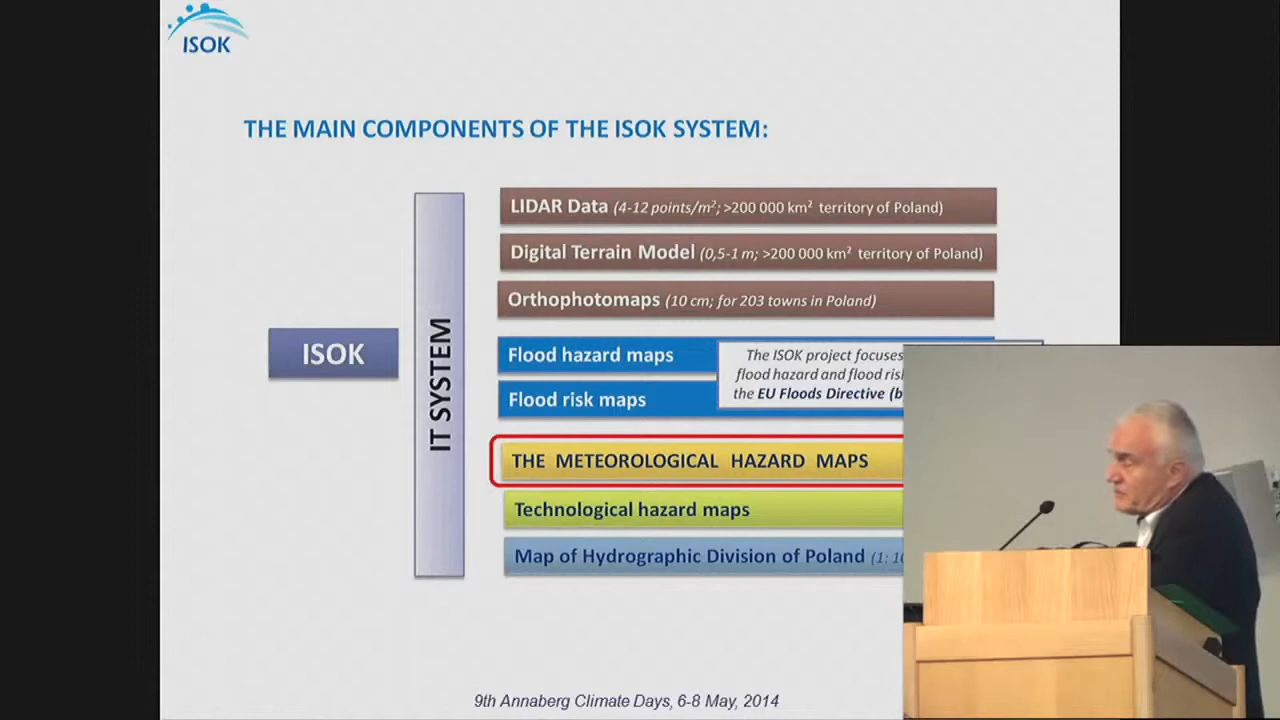 ISOK
THE MAIN COMPONENTS OF THE ISOK SYSTEM:
ISOK
IT SYSTEM
LIDAR Data (4-12 points/m²; >200 000 km² territory of Poland)
Digital Terrain Model (0,5-1 m; >200 000 km² territory of Poland)
Orthophotomaps (10 cm; for 203 towns in Poland)
Flood hazard maps
Flood risk maps
The ISOK project focuses
flood hazard and flood
the EU Floods Directive
THE METEOROLOGICAL HAZARD MAPS
Technological hazard maps
Map of Hydrographic Division of Poland
9th Annaberg Climate Days, 6-8 May, 2014